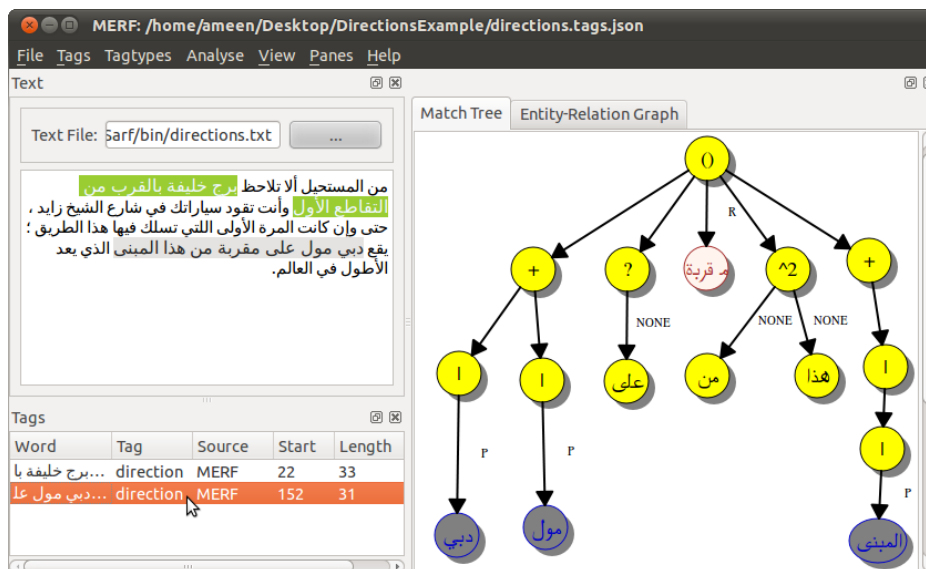 MERF: /home/ameen/Desktop/DirectionsExample/directions.tags.json
File Tags Tagtypes Analyse View Panes Help
Text
Text File: Sarf/bin/directions.txt ...
من المستحيل ألا تلاحظ برج خليفة بالقرب من
التقاطع الأول وأنت تقود سياراتك في شارع الشيخ زايد ،
حتى وإن كانت المرة الأولى اللتي تسلك فيها هذا الطريق ؛
يقع دبي مول على مقربة من هذا المبنى الذي يعد
الأطول في العالم.
Tags
Word Tag Source Start Length
برج خليفة با... direction MERF 22 33
دبي مول عل... direction MERF 152 31
Match Tree Entity-Relation Graph
()
R
+ ? م قربة ^2 +
NONE NONE NONE
| | على من هذا |
|
P P P
دبي مول المبنى